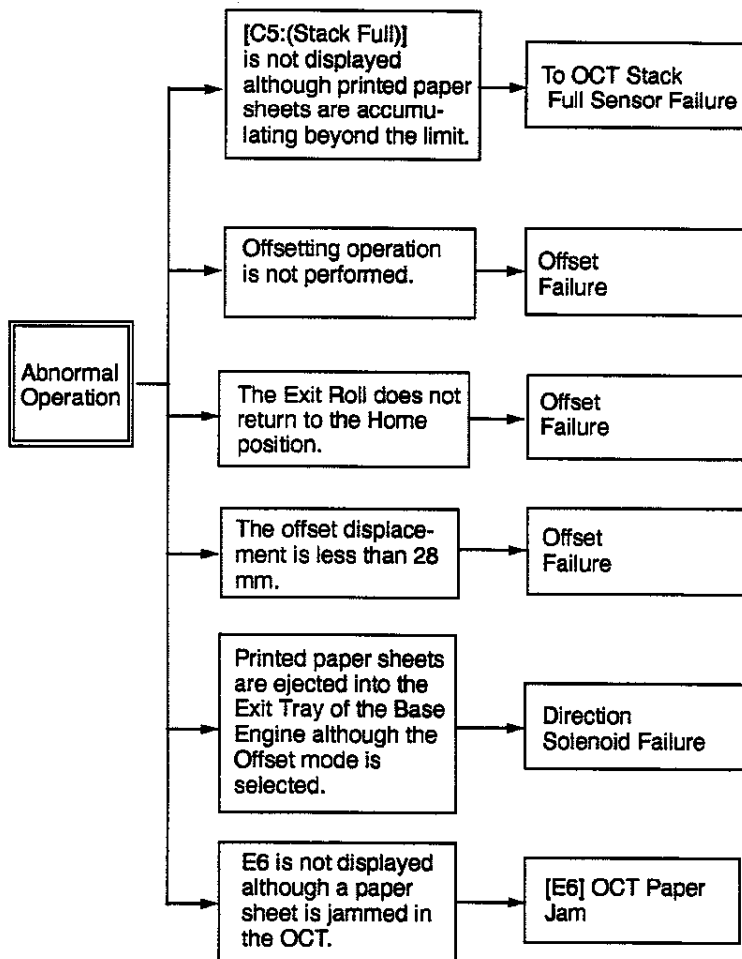 [C5:(Stack Full)]
is not displayed
although printed paper
sheets are accumu-
lating beyond the limit.
To OCT Stack
Full Sensor Failure
Offsetting operation
is not performed.
Offset
Failure
Abnormal
Operation
The Exit Roll does not
return to the Home
position.
Offset
Failure
The offset displace-
ment is less than 28
mm.
Offset
Failure
Printed paper sheets
are ejected into the
Exit Tray of the Base
Engine although the
Offset mode is
selected.
Direction
Solenoid Failure
E6 is not displayed
although a paper
sheet is jammed in
the OCT.
[E6] OCT Paper
Jam